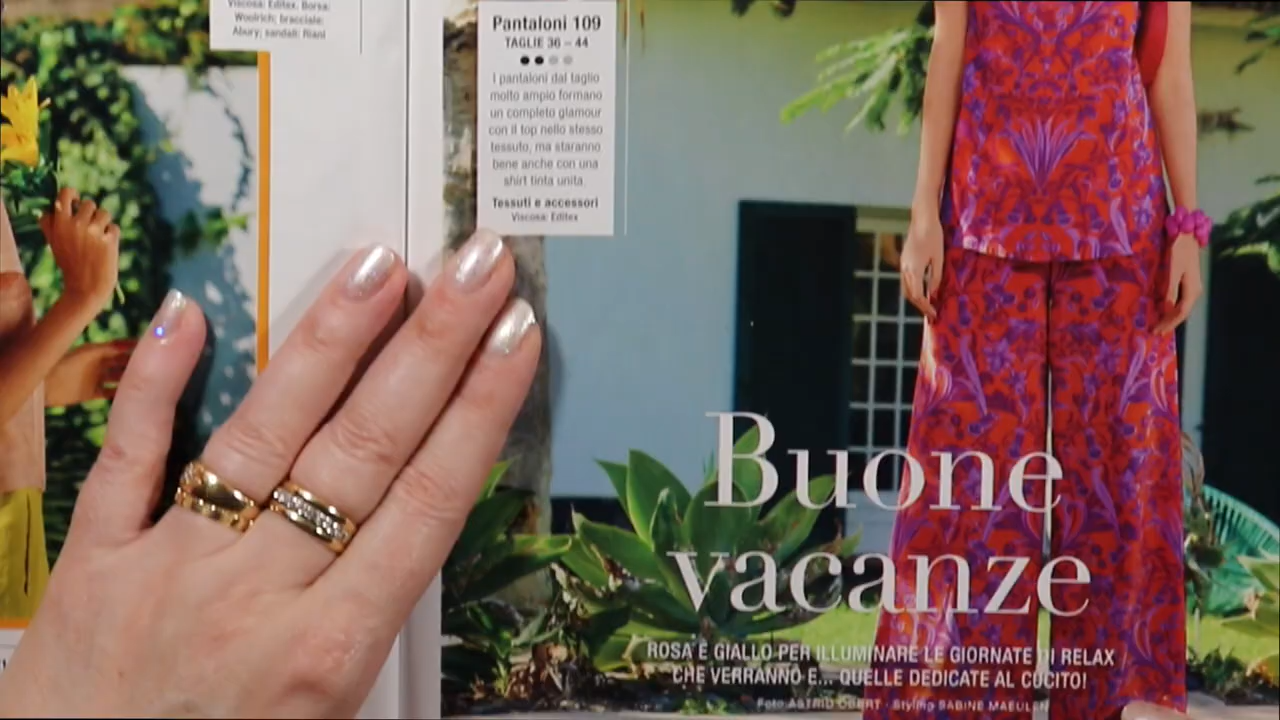 Viscosa: Editex. Borsa:
Woolrich; bracciale:
Abury; sandali: Riani
Pantaloni 109
TAGLIE 36 – 44
I pantaloni dal taglio
molto ampio formano
un completo glamour
con il top nello stesso
tessuto, ma staranno
bene anche con una
shirt tinta unita.
Tessuti e accessori
Viscosa: Editex
Buone
vacanze
ROSA E GIALLO PER ILLUMINARE LE GIORNATE DI RELAX
CHE VERRANNO E... QUELLE DEDICATE AL CUCITO!
Foto ASTRID OBERT · Styling SABINE MAEULEN